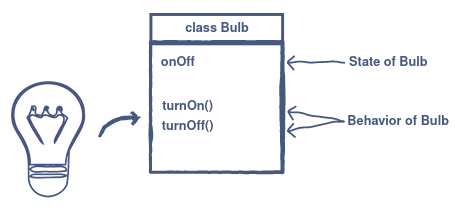 class Bulb
onOff
State of Bulb
turnOn()
turnOff()
Behavior of Bulb